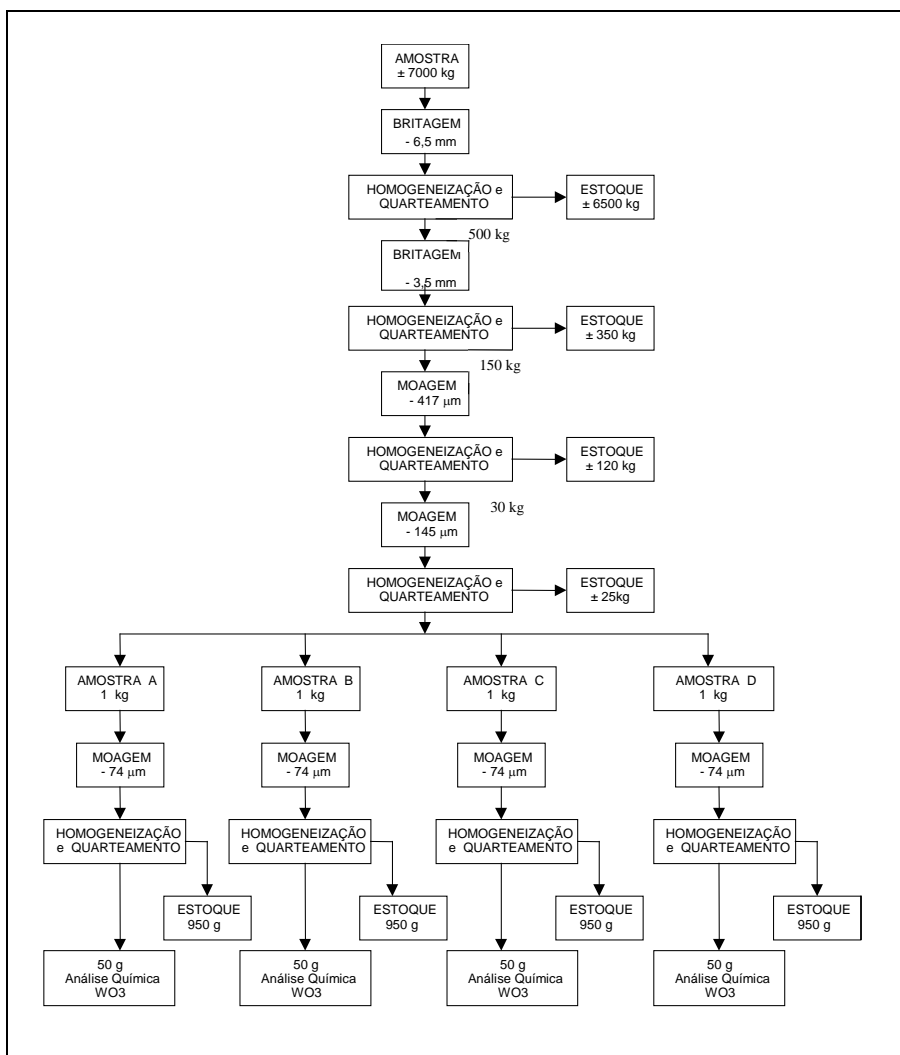 AMOSTRA
± 7000 kg
BRITAGEM
- 6,5 mm
HOMOGENEIZAÇÃO e
QUARTEAMENTO
ESTOQUE
± 6500 kg
500 kg
BRITAGEM
- 3,5 mm
HOMOGENEIZAÇÃO e
QUARTEAMENTO
ESTOQUE
± 350 kg
150 kg
MOAGEM
- 417 μm
HOMOGENEIZAÇÃO e
QUARTEAMENTO
ESTOQUE
± 120 kg
30 kg
MOAGEM
- 145 μm
HOMOGENEIZAÇÃO e
QUARTEAMENTO
ESTOQUE
± 25kg
AMOSTRA A
1 kg
AMOSTRA B
1 kg
AMOSTRA C
1 kg
AMOSTRA D
1 kg
MOAGEM
- 74 μm
MOAGEM
- 74 μm
MOAGEM
- 74 μm
MOAGEM
- 74 μm
HOMOGENEIZAÇÃO
e QUARTEAMENTO
HOMOGENEIZAÇÃO
e QUARTEAMENTO
HOMOGENEIZAÇÃO
e QUARTEAMENTO
HOMOGENEIZAÇÃO
e QUARTEAMENTO
ESTOQUE
950 g
ESTOQUE
950 g
ESTOQUE
950 g
ESTOQUE
950 g
50 g
Análise Química
WO3
50 g
Análise Química
WO3
50 g
Análise Química
WO3
50 g
Análise Química
WO3